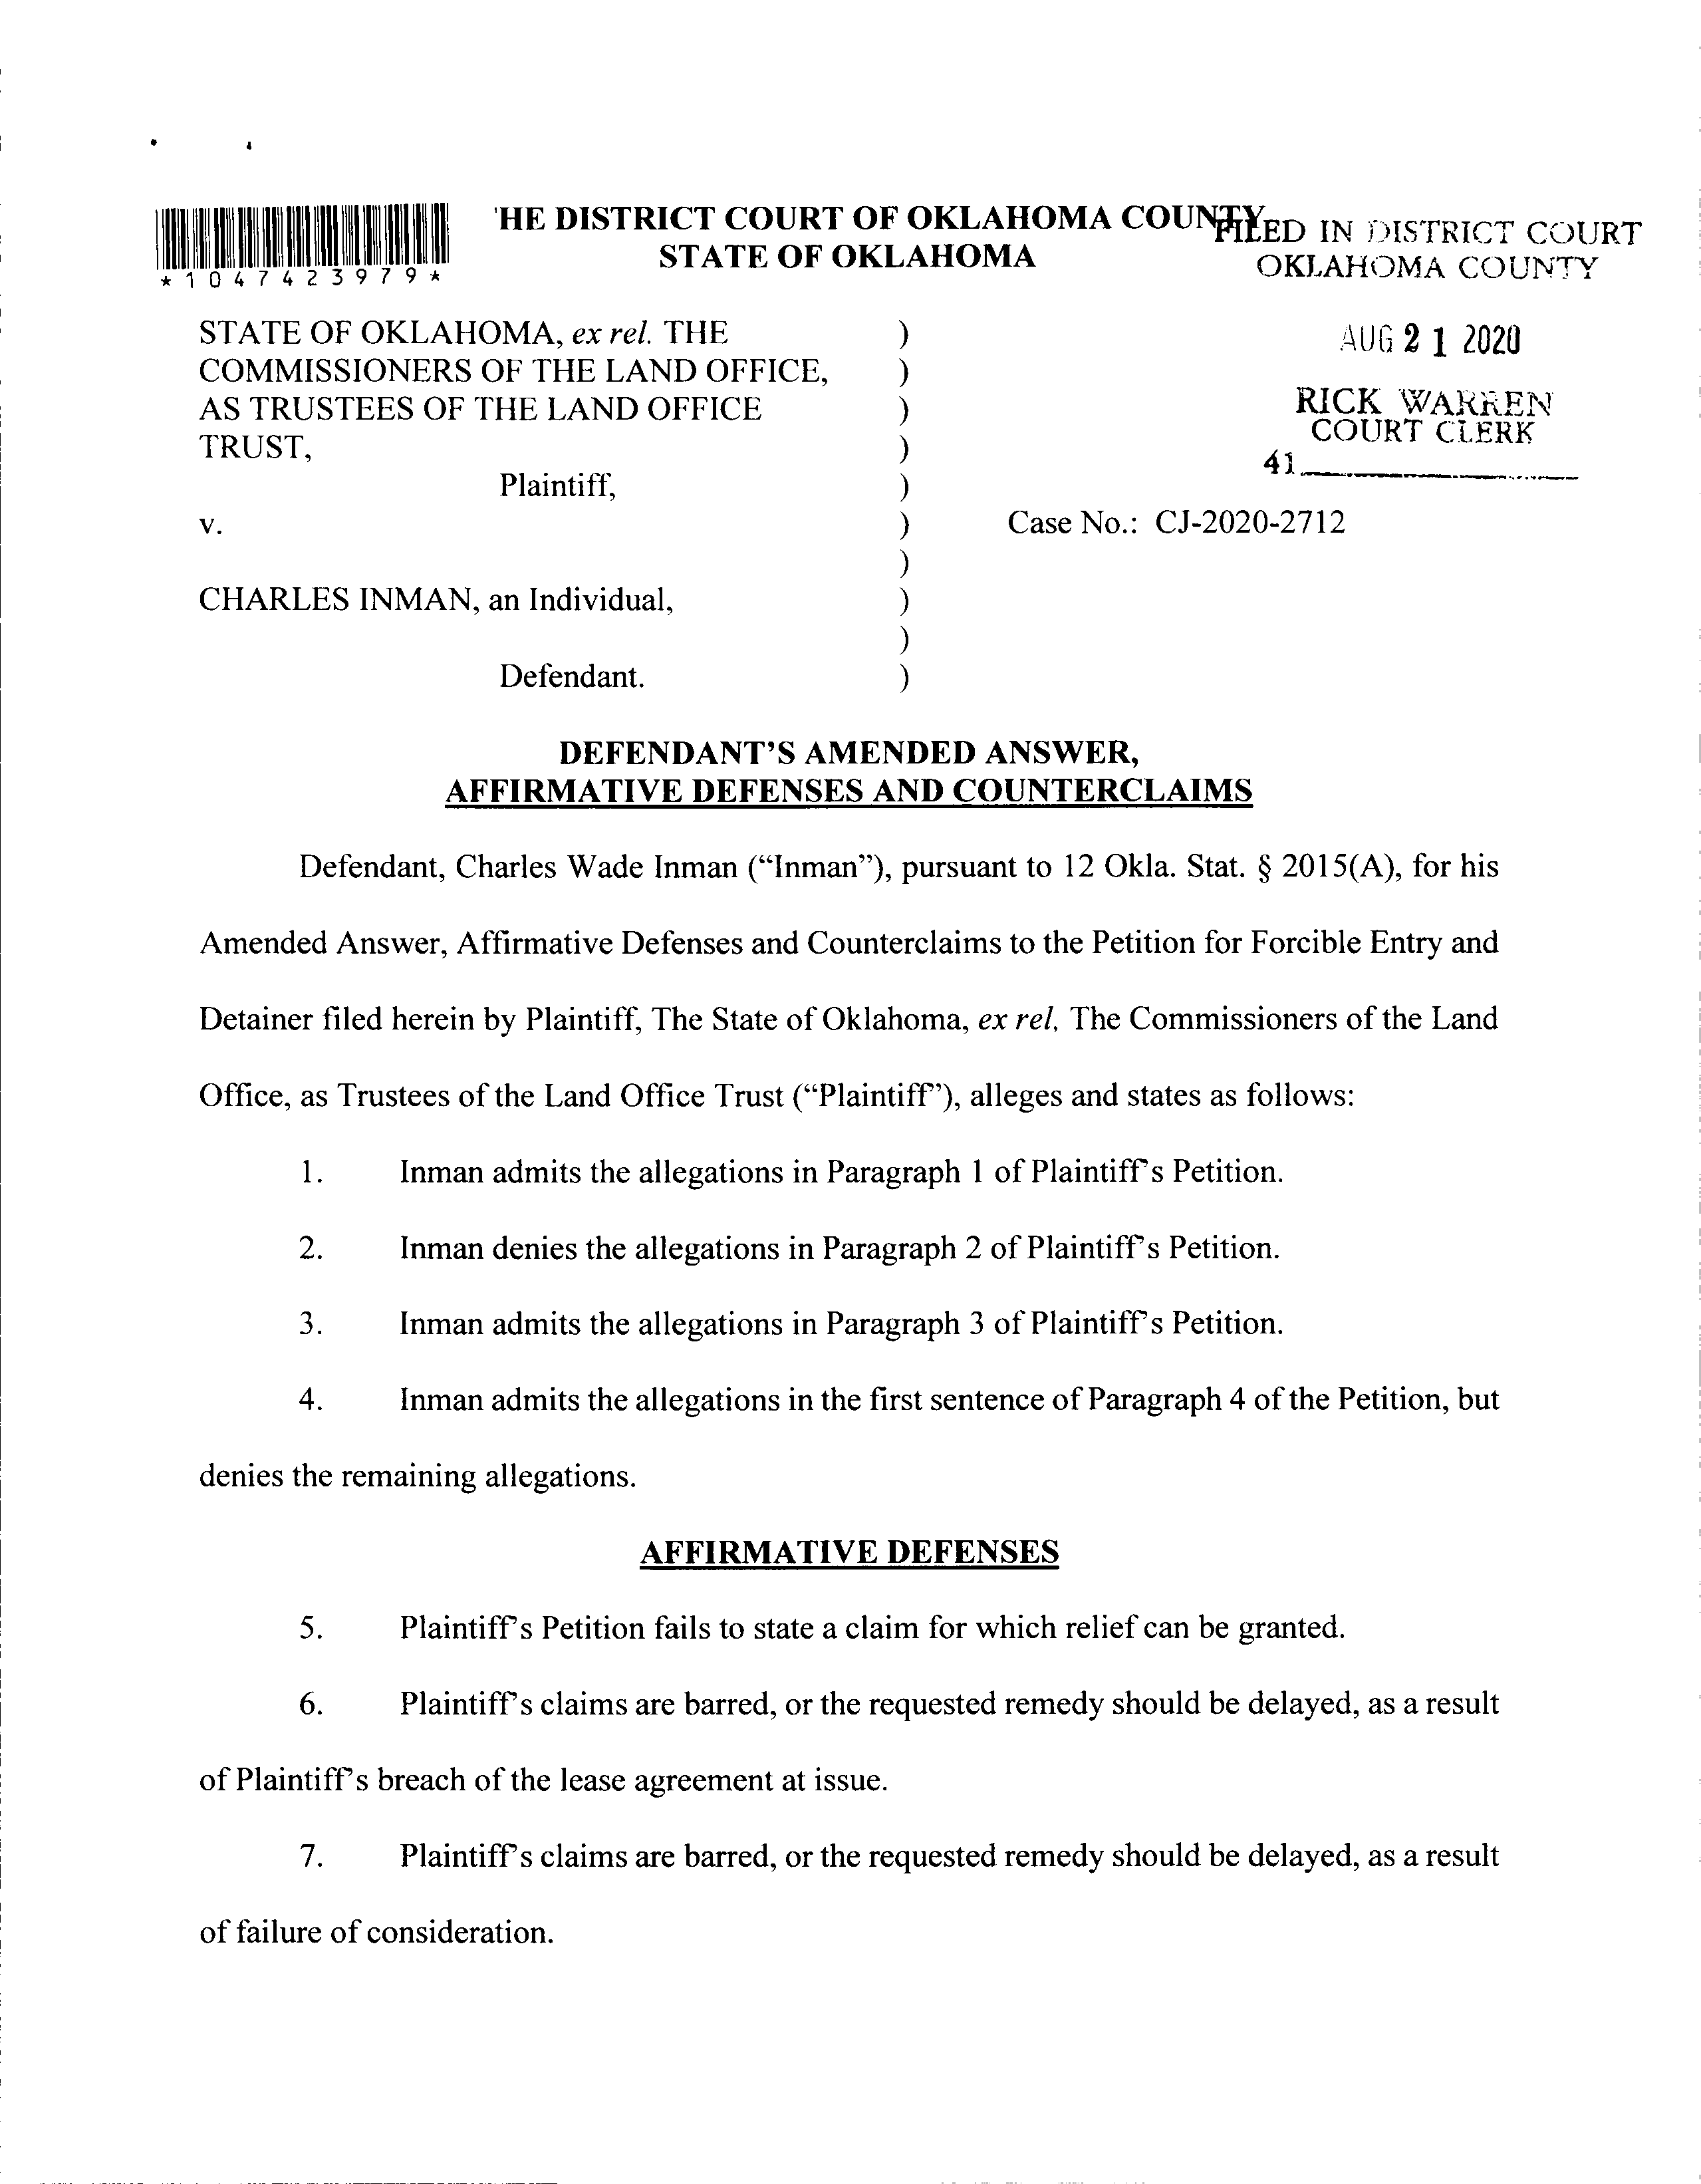 'HE DISTRICT COURT OF OKLAHOMA COUNTY
STATE OF OKLAHOMA
FILED IN DISTRICT COURT
OKLAHOMA COUNTY
*1047423979*
AUG 21 2020
RICK WARREN
COURT CLERK
41
STATE OF OKLAHOMA, ex rel. THE )
COMMISSIONERS OF THE LAND OFFICE, )
AS TRUSTEES OF THE LAND OFFICE )
TRUST, )
Plaintiff, )
v. ) Case No.: CJ-2020-2712
)
CHARLES INMAN, an Individual, )
)
Defendant. )
DEFENDANT'S AMENDED ANSWER,
AFFIRMATIVE DEFENSES AND COUNTERCLAIMS
Defendant, Charles Wade Inman (“Inman”), pursuant to 12 Okla. Stat. § 2015(A), for his
Amended Answer, Affirmative Defenses and Counterclaims to the Petition for Forcible Entry and
Detainer filed herein by Plaintiff, The State of Oklahoma, ex rel, The Commissioners of the Land
Office, as Trustees of the Land Office Trust (“Plaintiff”), alleges and states as follows:
1. Inman admits the allegations in Paragraph 1 of Plaintiff's Petition.
2. Inman denies the allegations in Paragraph 2 of Plaintiff's Petition.
3. Inman admits the allegations in Paragraph 3 of Plaintiff's Petition.
4. Inman admits the allegations in the first sentence of Paragraph 4 of the Petition, but
denies the remaining allegations.
AFFIRMATIVE DEFENSES
5. Plaintiff's Petition fails to state a claim for which relief can be granted.
6. Plaintiff's claims are barred, or the requested remedy should be delayed, as a result
of Plaintiff's breach of the lease agreement at issue.
7. Plaintiff's claims are barred, or the requested remedy should be delayed, as a result
of failure of consideration.